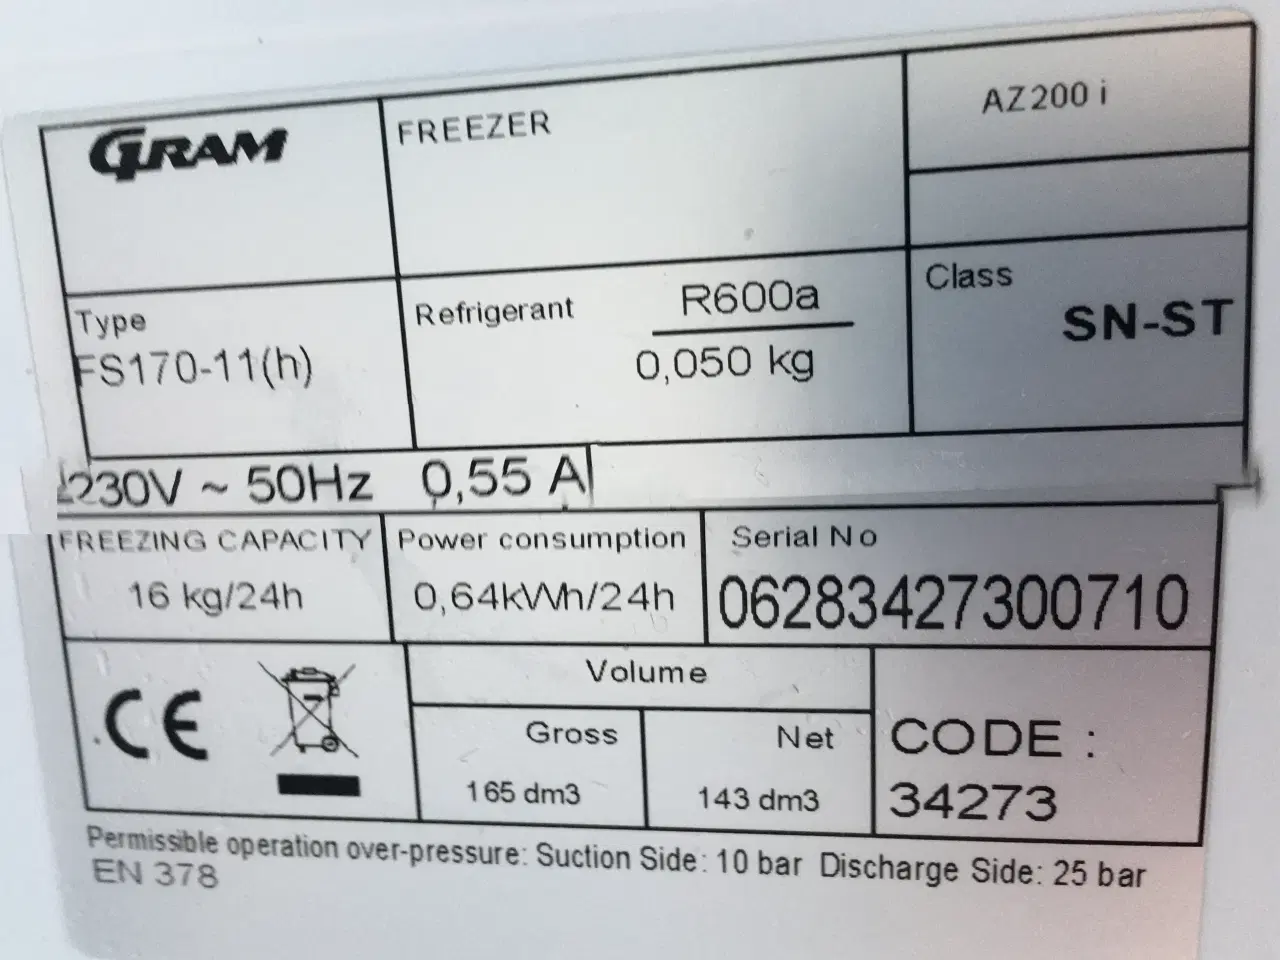 GRAM
FREEZER
AZ200 i
Type
FS170-11(h)
Refrigerant
R600a
0,050 kg
Class
SN-ST
230V ~ 50Hz 0,55 A
FREEZING CAPACITY
16 kg/24h
Power consumption
0,64kWh/24h
Serial No
06283427300710
CE
Volume
Gross
165 dm3
Net
143 dm3
CODE :
34273
Permissible operation over-pressure: Suction Side: 10 bar Discharge Side: 25 bar
EN 378